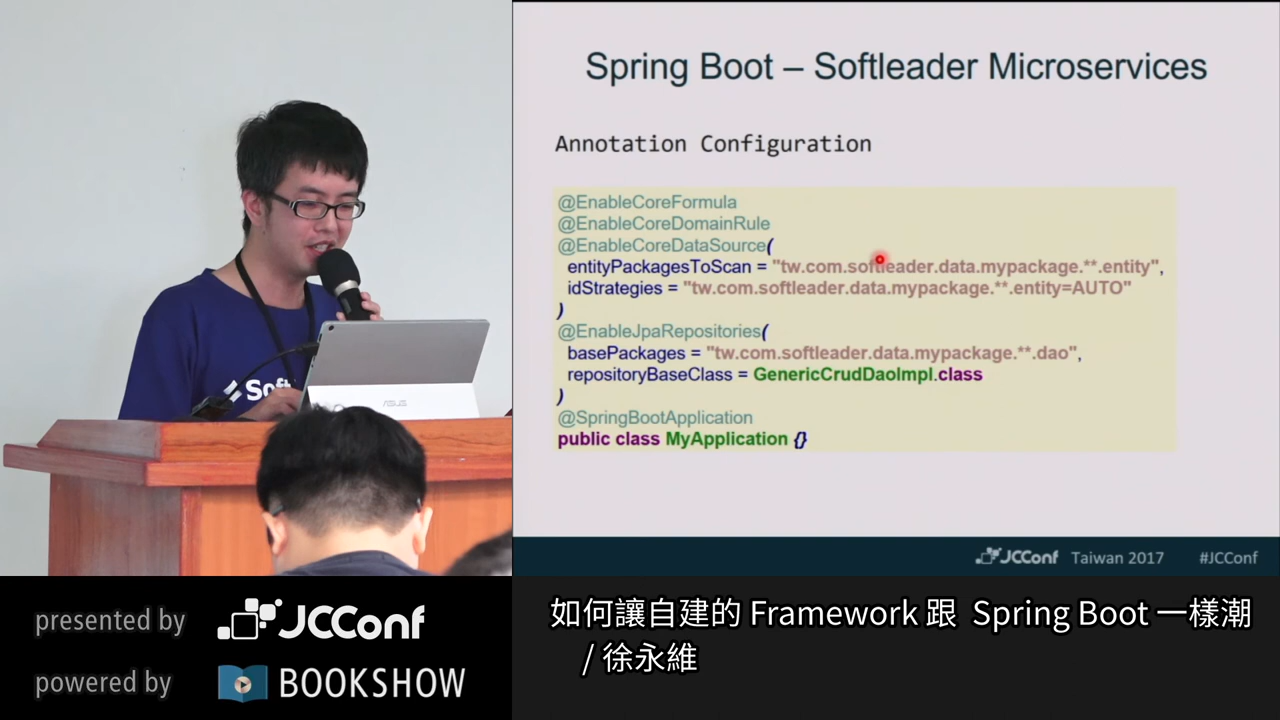 Spring Boot – Softleader Microservices
Annotation Configuration
@EnableCoreFormula
@EnableCoreDomainRule
@EnableCoreDataSource(
entityPackagesToScan = "tw.com.softleader.data.mypackage.**.entity",
idStrategies = "tw.com.softleader.data.mypackage.**.entity=AUTO"
)
@EnableJpaRepositories(
basePackages = "tw.com.softleader.data.mypackage.**.dao",
repositoryBaseClass = GenericCrudDaoImpl.class
)
@SpringBootApplication
public class MyApplication {}
JCConf Taiwan 2017 #JCConf
Soft
ASUS
presented by JCConf
powered by BOOKSHOW
如何讓自建的 Framework 跟 Spring Boot 一樣潮
/ 徐永維